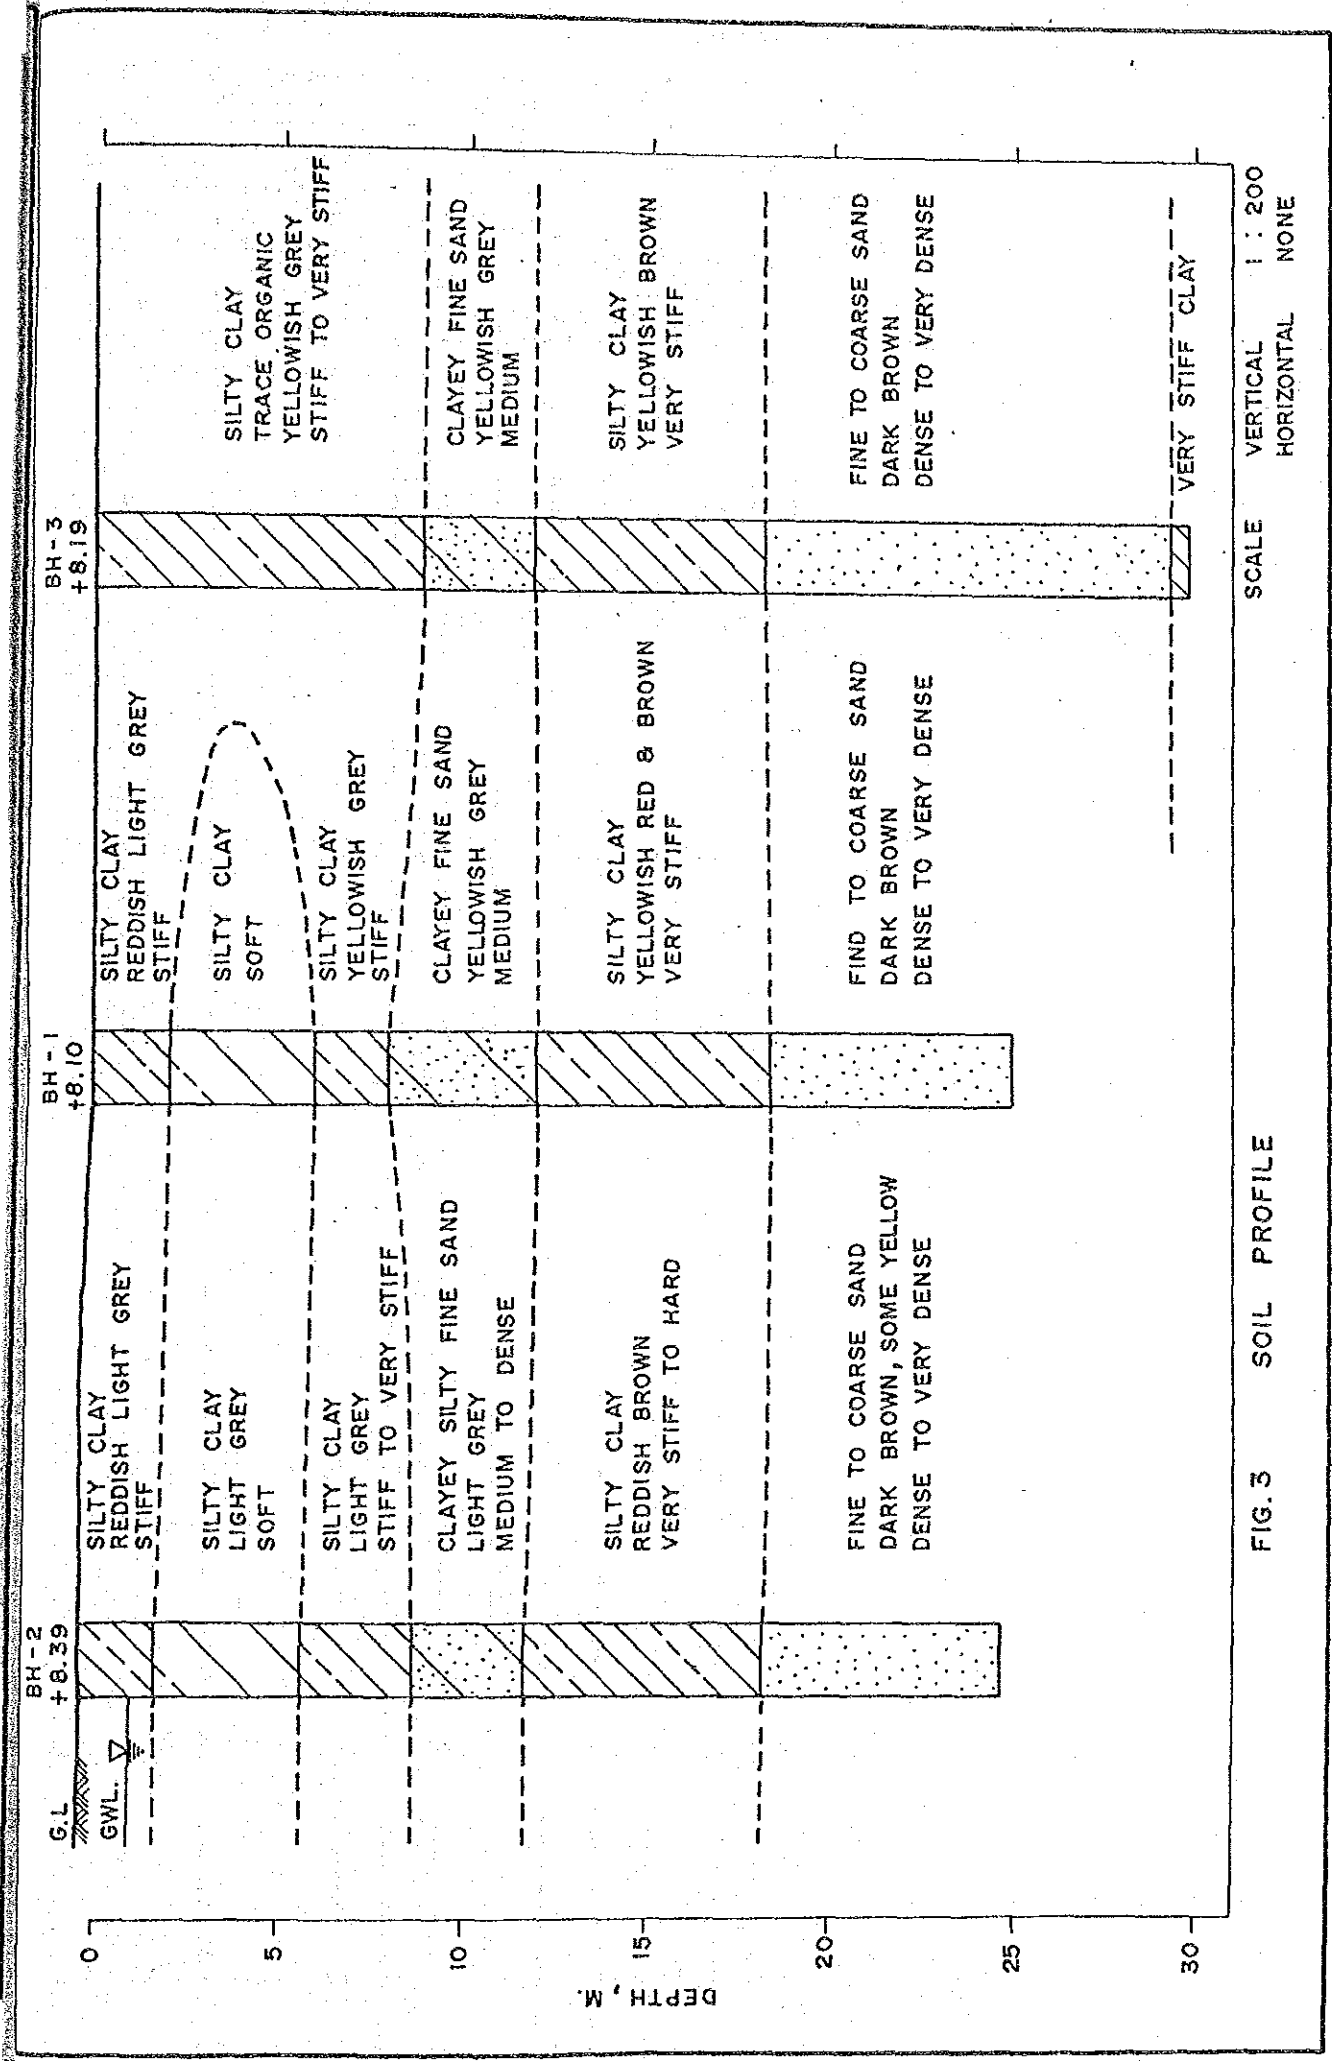 BH-2
+8.39
BH-1
+8.10
BH-3
+8.19
G.L
GWL.
SILTY CLAY
REDDISH LIGHT GREY
STIFF
SILTY CLAY
LIGHT GREY
SOFT
SILTY CLAY
LIGHT GREY
STIFF TO VERY STIFF
CLAYEY SILTY FINE SAND
LIGHT GREY
MEDIUM TO DENSE
SILTY CLAY
REDDISH BROWN
VERY STIFF TO HARD
FINE TO COARSE SAND
DARK BROWN, SOME YELLOW
DENSE TO VERY DENSE
SILTY CLAY
REDDISH LIGHT GREY
STIFF
SILTY CLAY
SOFT
SILTY CLAY
YELLOWISH GREY
STIFF
CLAYEY FINE SAND
YELLOWISH GREY
MEDIUM
SILTY CLAY
YELLOWISH RED & BROWN
VERY STIFF
FIND TO COARSE SAND
DARK BROWN
DENSE TO VERY DENSE
SILTY CLAY
TRACE ORGANIC
YELLOWISH GREY
STIFF TO VERY STIFF
CLAYEY FINE SAND
YELLOWISH GREY
MEDIUM
SILTY CLAY
YELLOWISH BROWN
VERY STIFF
FINE TO COARSE SAND
DARK BROWN
DENSE TO VERY DENSE
VERY STIFF CLAY
0
5
10
15
20
25
30
DEPTH, M.
FIG. 3 SOIL PROFILE
SCALE VERTICAL 1 : 200
HORIZONTAL NONE